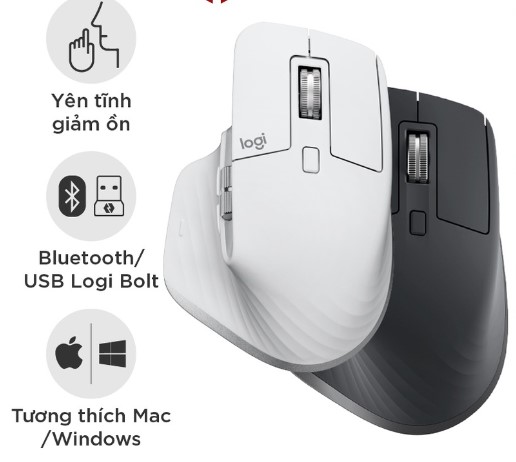 Yên tĩnh
giảm ồn
logi
Bluetooth/
USB Logi Bolt
Tương thích Mac
/Windows